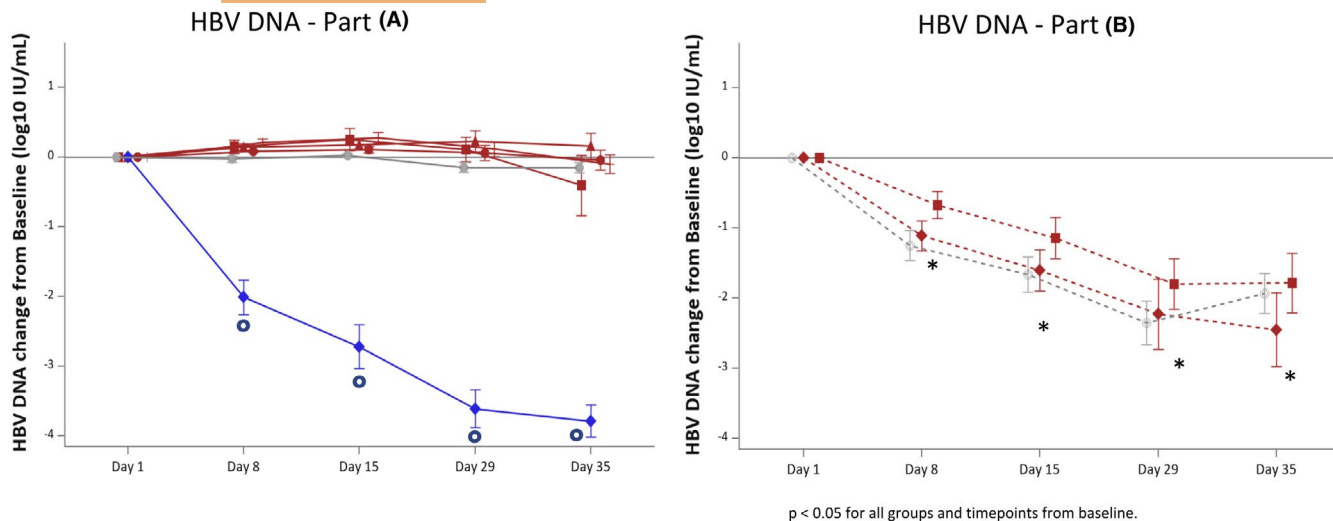 HBV DNA - Part (A)
HBV DNA change from Baseline (log10 IU/mL)
1
0
-1
-2
-3
-4
Day 1
Day 8
Day 15
Day 29
Day 35
HBV DNA - Part (B)
HBV DNA change from Baseline (log10 IU/mL)
1
0
-1
-2
-3
-4
*
*
*
*
Day 1
Day 8
Day 15
Day 29
Day 35
p < 0.05 for all groups and timepoints from baseline.